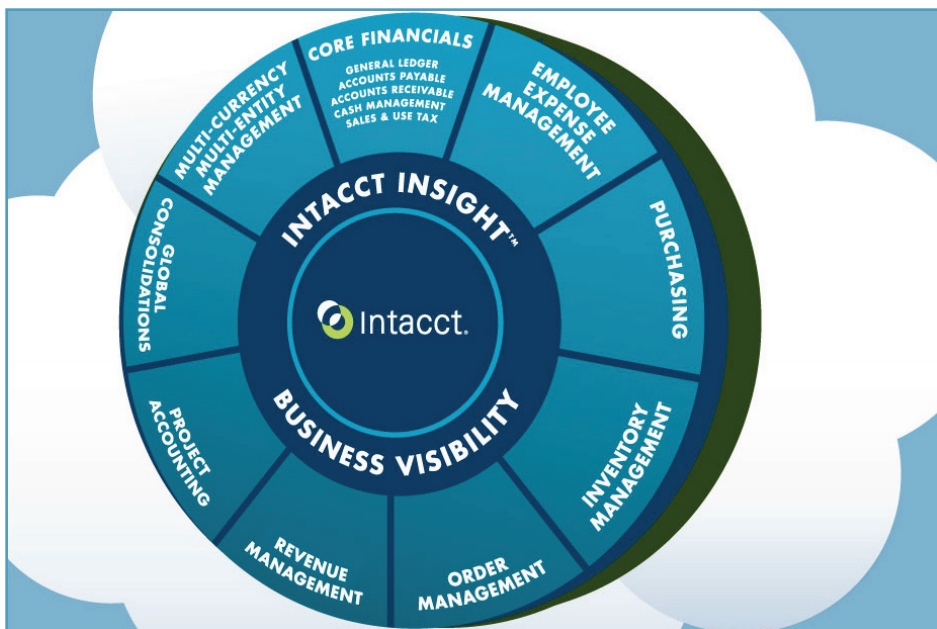 CORE FINANCIALS
GENERAL LEDGER
ACCOUNTS PAYABLE
ACCOUNTS RECEIVABLE
CASH MANAGEMENT
SALES & USE TAX
EMPLOYEE
EXPENSE
MANAGEMENT
PURCHASING
INVENTORY
MANAGEMENT
ORDER
MANAGEMENT
REVENUE
MANAGEMENT
PROJECT
ACCOUNTING
GLOBAL
CONSOLIDATIONS
MULTI-CURRENCY
MULTI-ENTITY
MANAGEMENT
INTACCT INSIGHT™
Intacct.
BUSINESS VISIBILITY